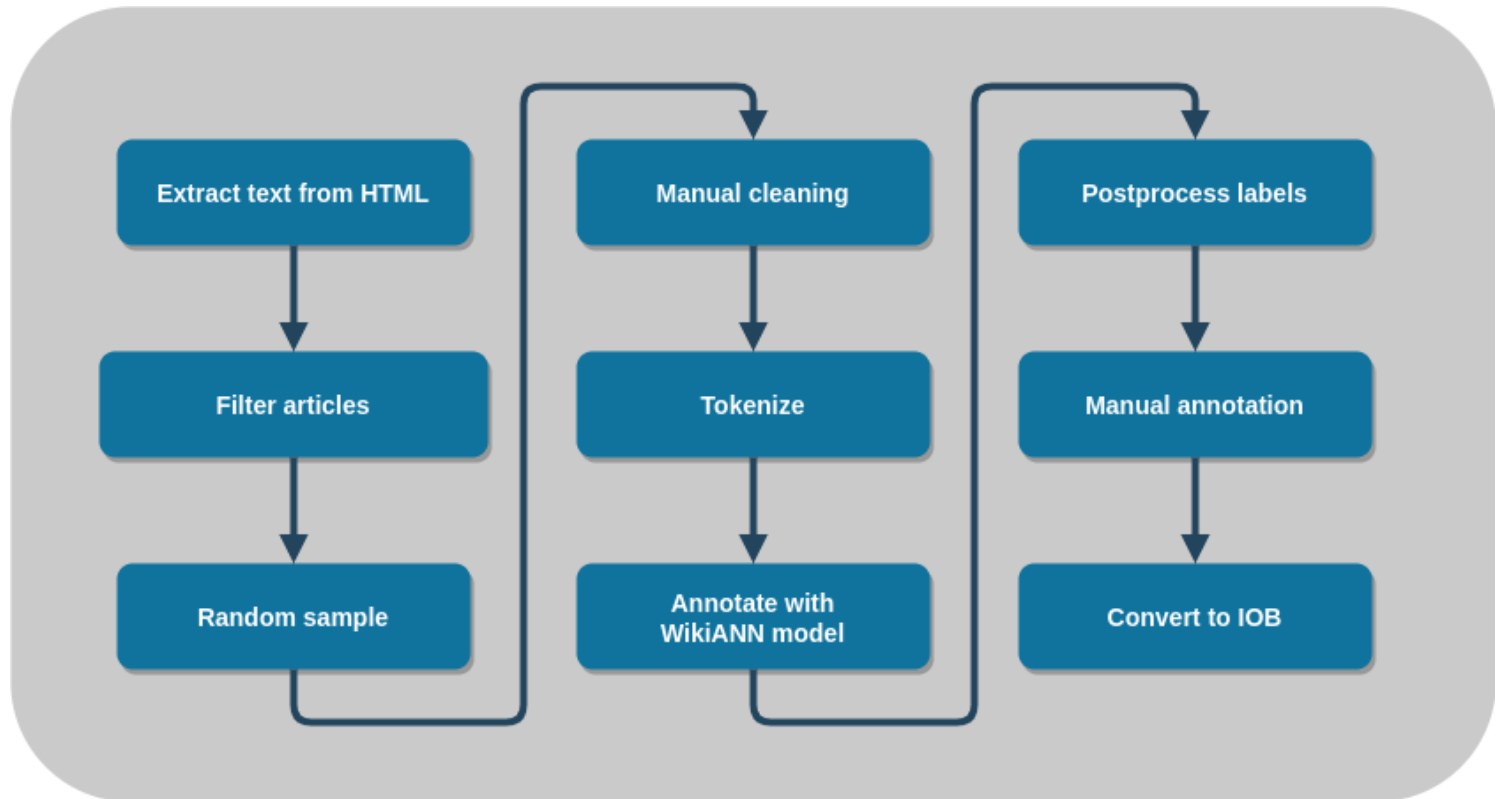 Extract text from HTML
Filter articles
Random sample
Manual cleaning
Tokenize
Annotate with
WikiANN model
Postprocess labels
Manual annotation
Convert to IOB